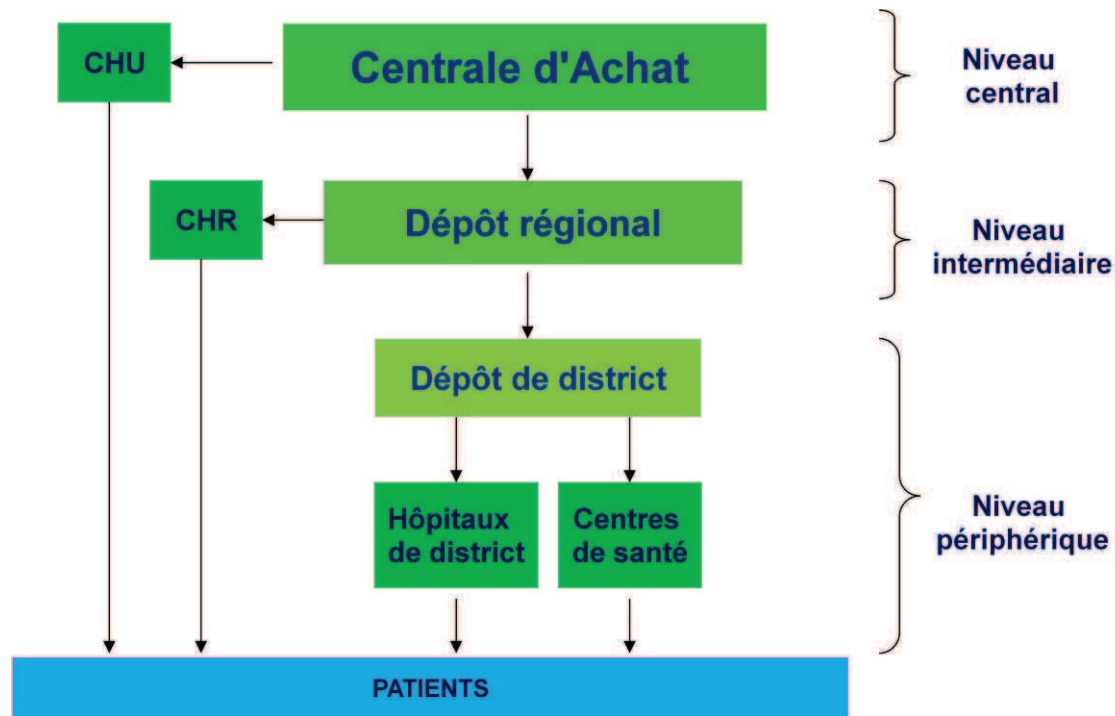 CHU
Centrale d'Achat
Niveau
central
CHR
Dépôt régional
Niveau
intermédiaire
Dépôt de district
Hôpitaux
de district
Centres
de santé
Niveau
périphérique
PATIENTS